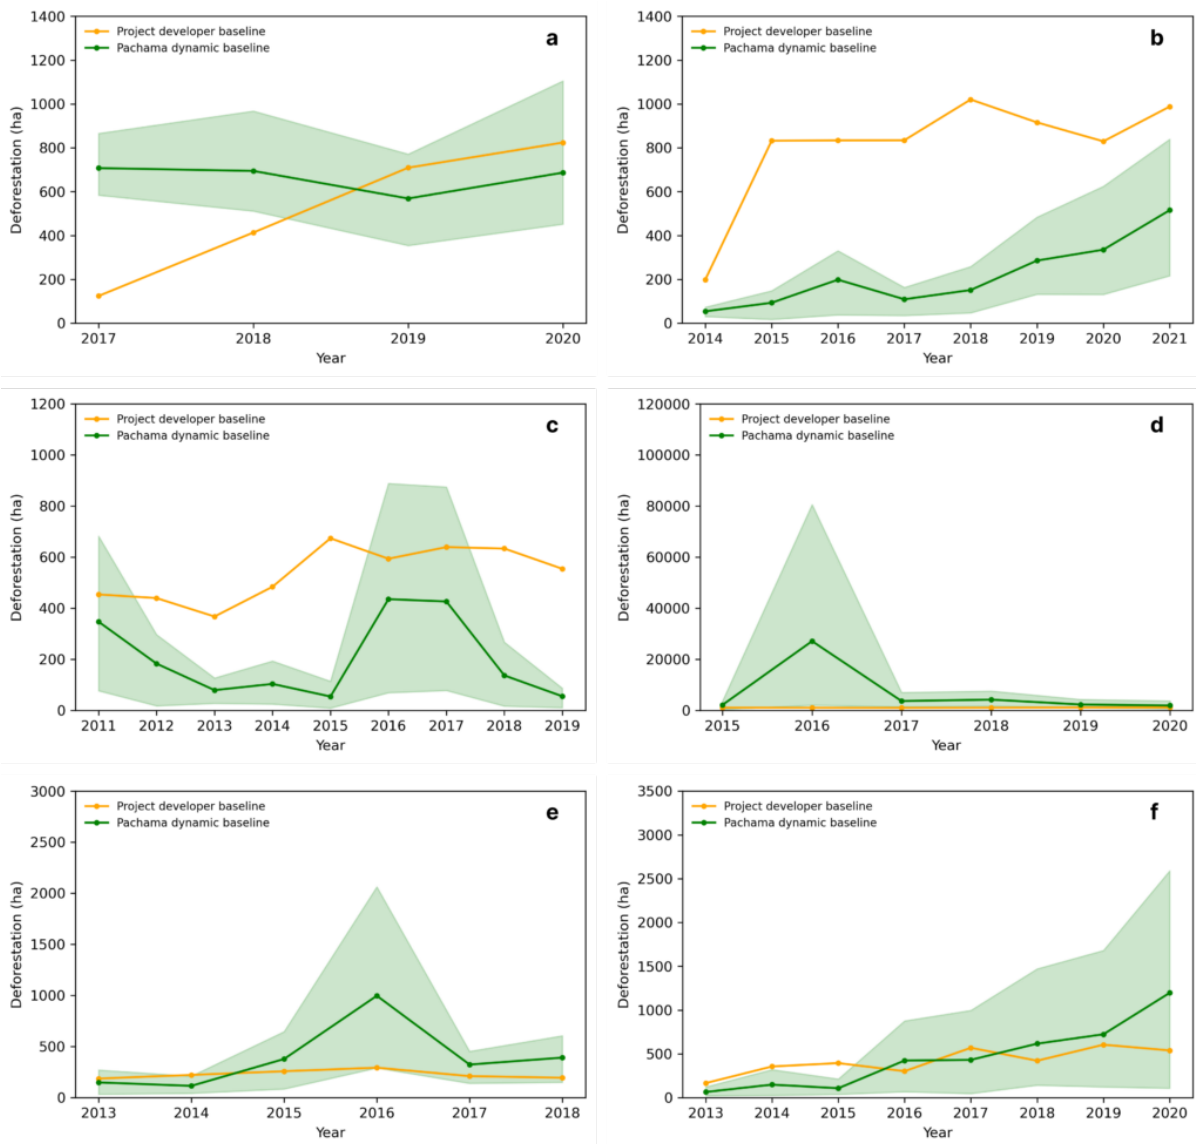 1400
1200
1000
800
600
400
200
0
Deforestation (ha)
Project developer baseline
Pachama dynamic baseline
a
2017 2018 2019 2020
Year
1400
1200
1000
800
600
400
200
0
Deforestation (ha)
Project developer baseline
Pachama dynamic baseline
b
2014 2015 2016 2017 2018 2019 2020 2021
Year
1200
1000
800
600
400
200
0
Deforestation (ha)
Project developer baseline
Pachama dynamic baseline
c
2011 2012 2013 2014 2015 2016 2017 2018 2019
Year
120000
100000
80000
60000
40000
20000
0
Deforestation (ha)
Project developer baseline
Pachama dynamic baseline
d
2015 2016 2017 2018 2019 2020
Year
3000
2500
2000
1500
1000
500
0
Deforestation (ha)
Project developer baseline
Pachama dynamic baseline
e
2013 2014 2015 2016 2017 2018
Year
3500
3000
2500
2000
1500
1000
500
0
Deforestation (ha)
Project developer baseline
Pachama dynamic baseline
f
2013 2014 2015 2016 2017 2018 2019 2020
Year